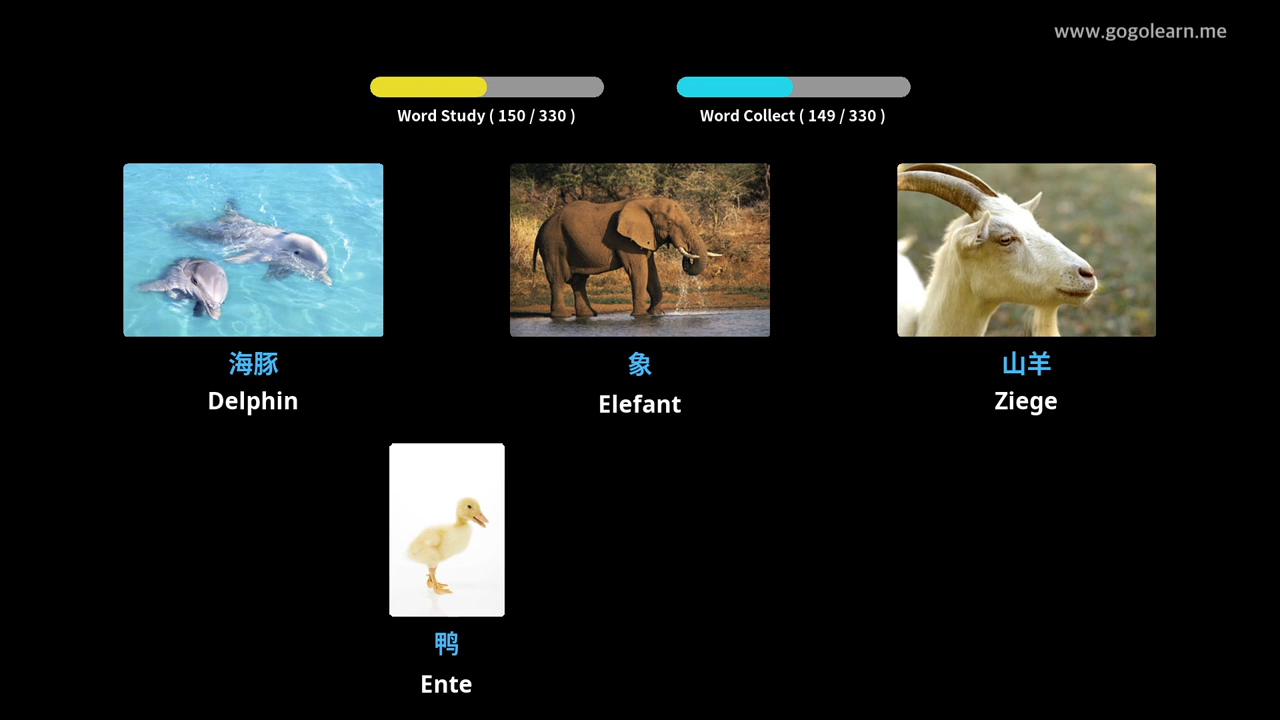 www.gogolearn.me
Word Study ( 150 / 330 )
Word Collect ( 149 / 330 )
海豚
Delphin
象
Elefant
山羊
Ziege
鸭
Ente